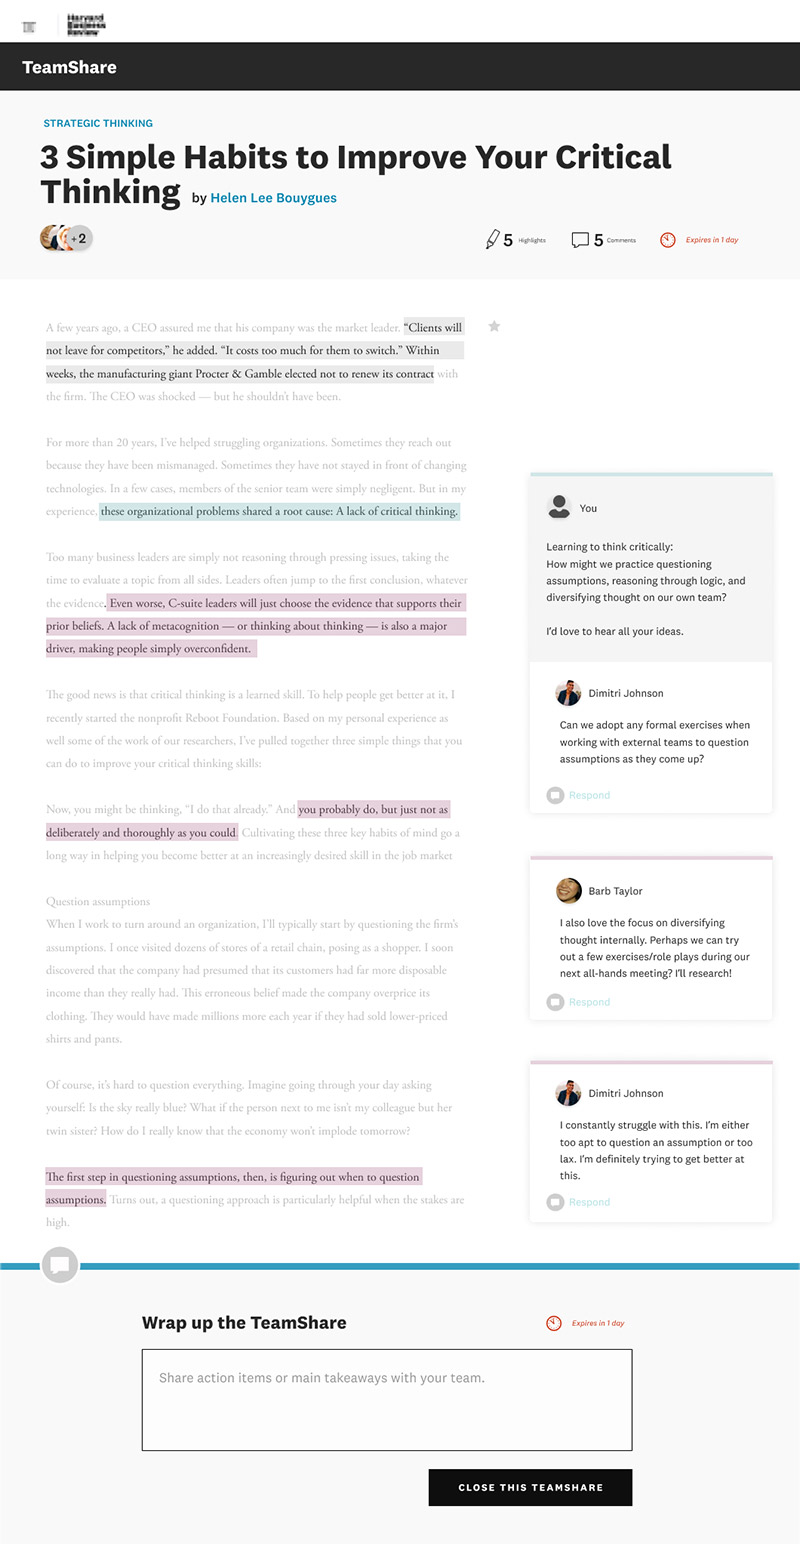 Harvard
Business
Review
TeamShare
STRATEGIC THINKING
3 Simple Habits to Improve Your Critical
Thinking by Helen Lee Bouygues
+2
5 Highlights
5 Comments
Expires in 1 day
A few years ago, a CEO assured me that his company was the market leader. “Clients will
not leave for competitors,” he added. “It costs too much for them to switch.” Within
weeks, the manufacturing giant Procter & Gamble elected not to renew its contract with
the firm. The CEO was shocked — but he shouldn’t have been.
For more than 20 years, I’ve helped struggling organizations. Sometimes they reach out
because they have been mismanaged. Sometimes they have not stayed in front of changing
technologies. In a few cases, members of the senior team were simply negligent. But in my
experience, these organizational problems shared a root cause: A lack of critical thinking.
Too many business leaders are simply not reasoning through pressing issues, taking the
time to evaluate a topic from all sides. Leaders often jump to the first conclusion, whatever
the evidence. Even worse, C-suite leaders will just choose the evidence that supports their
prior beliefs. A lack of metacognition — or thinking about thinking — is also a major
driver, making people simply overconfident.
The good news is that critical thinking is a learned skill. To help people get better at it, I
recently started the nonprofit Reboot Foundation. Based on my personal experience as
well some of the work of our researchers, I’ve pulled together three simple things that you
can do to improve your critical thinking skills:
Now, you might be thinking, “I do that already.” And you probably do, but just not as
deliberately and thoroughly as you could. Cultivating these three key habits of mind go a
long way in helping you become better at an increasingly desired skill in the job market
Question assumptions
When I work to turn around an organization, I’ll typically start by questioning the firm’s
assumptions. I once visited dozens of stores of a retail chain, posing as a shopper. I soon
discovered that the company had presumed that its customers had far more disposable
income than they really had. This erroneous belief made the company overprice its
clothing. They would have made millions more each year if they had sold lower-priced
shirts and pants.
Of course, it’s hard to question everything. Imagine going through your day asking
yourself: Is the sky really blue? What if the person next to me isn’t my colleague but her
twin sister? How do I really know that the economy won’t implode tomorrow?
The first step in questioning assumptions, then, is figuring out when to question
assumptions. Turns out, a questioning approach is particularly helpful when the stakes are
high.
You
Learning to think critically:
How might we practice questioning
assumptions, reasoning through logic, and
diversifying thought on our own team?
I’d love to hear all your ideas.
Dimitri Johnson
Can we adopt any formal exercises when
working with external teams to question
assumptions as they come up?
Respond
Barb Taylor
I also love the focus on diversifying
thought internally. Perhaps we can try
out a few exercises/role plays during our
next all-hands meeting? I’ll research!
Respond
Dimitri Johnson
I constantly struggle with this. I’m either
too apt to question an assumption or too
lax. I’m definitely trying to get better at
this.
Respond
Wrap up the TeamShare
Expires in 1 day
Share action items or main takeaways with your team.
CLOSE THIS TEAMSHARE